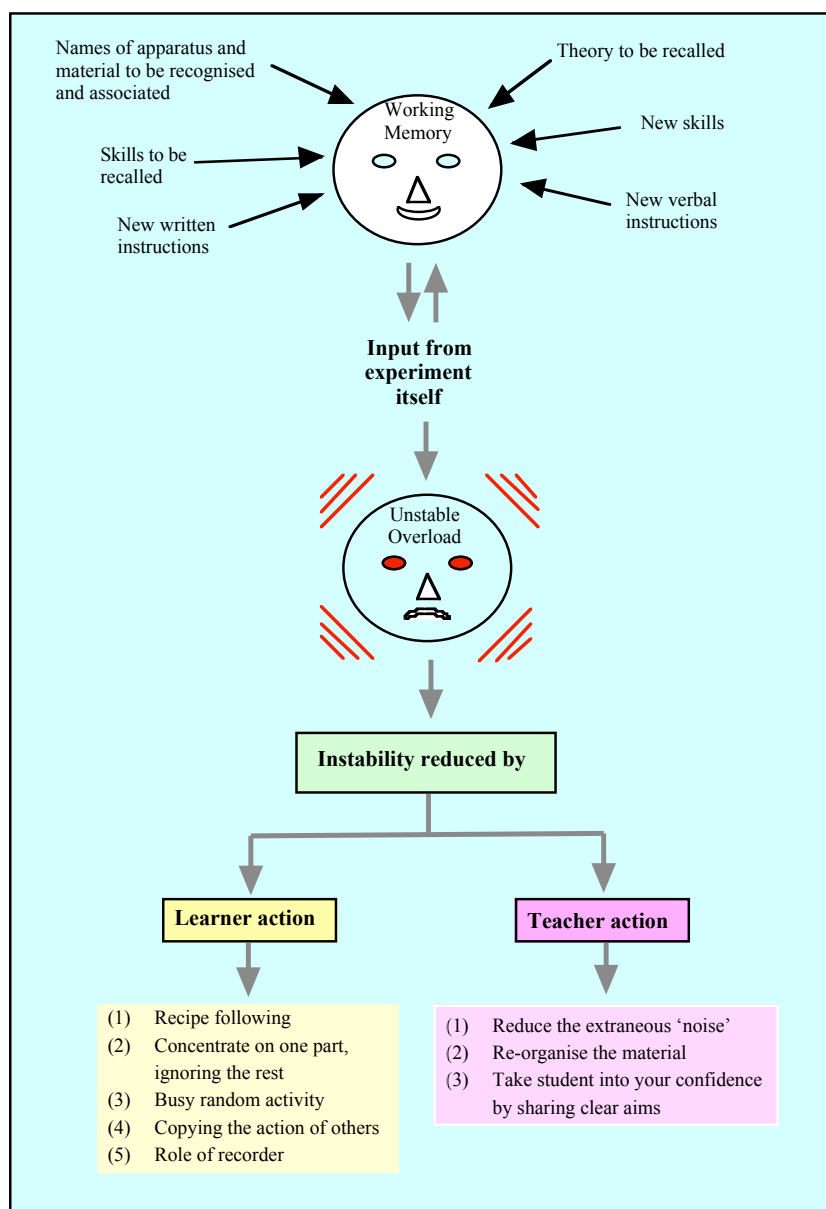 Names of apparatus and
material to be recognised
and associated
Theory to be recalled
Working
Memory
New skills
Skills to be
recalled
New verbal
instructions
New written
instructions
Input from
experiment
itself
Unstable
Overload
Instability reduced by
Learner action
Teacher action
(1) Recipe following
(2) Concentrate on one part,
ignoring the rest
(3) Busy random activity
(4) Copying the action of others
(5) Role of recorder
(1) Reduce the extraneous ‘noise’
(2) Re-organise the material
(3) Take student into your confidence
by sharing clear aims